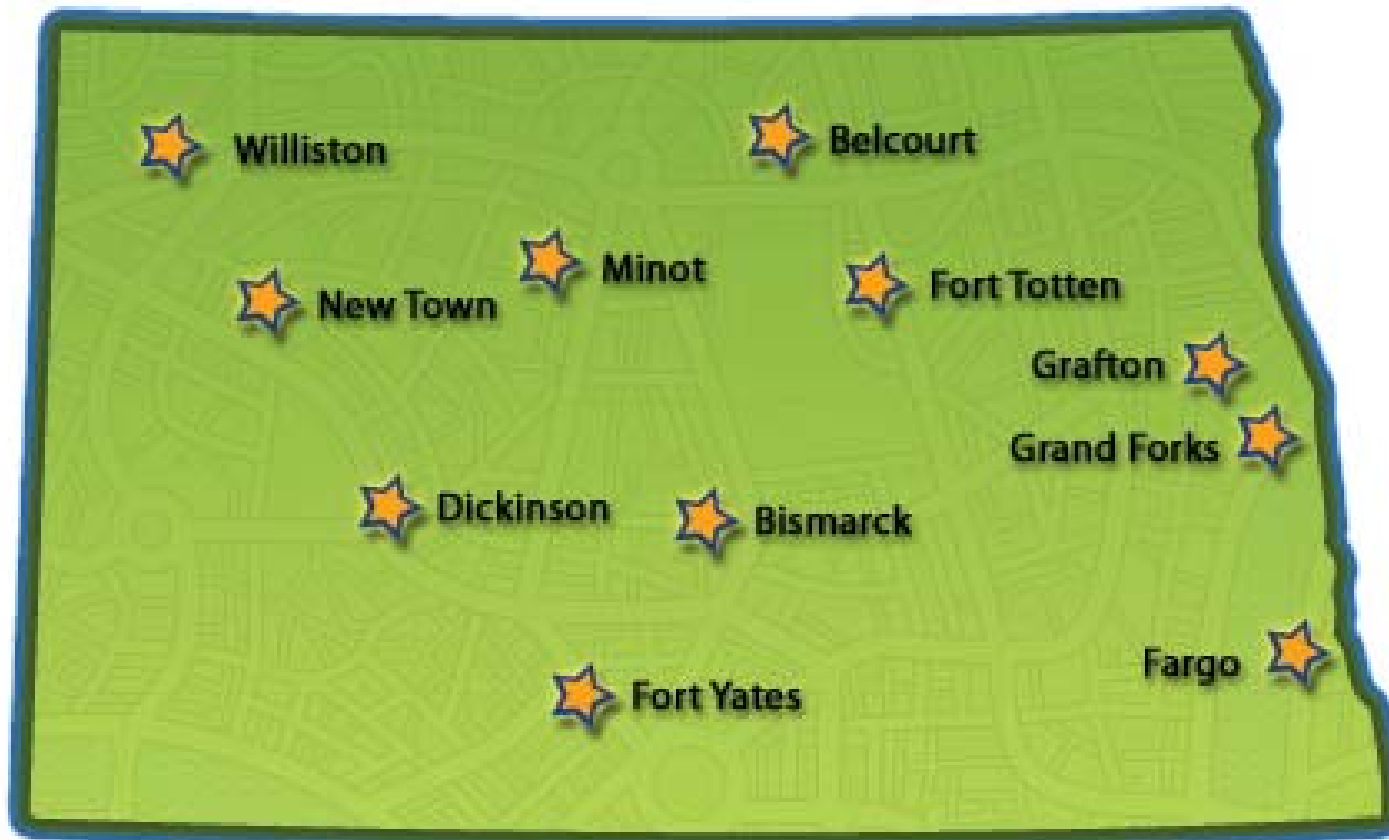 Williston
Belcourt
Minot
New Town
Fort Totten
Grafton
Grand Forks
Dickinson
Bismarck
Fort Yates
Fargo